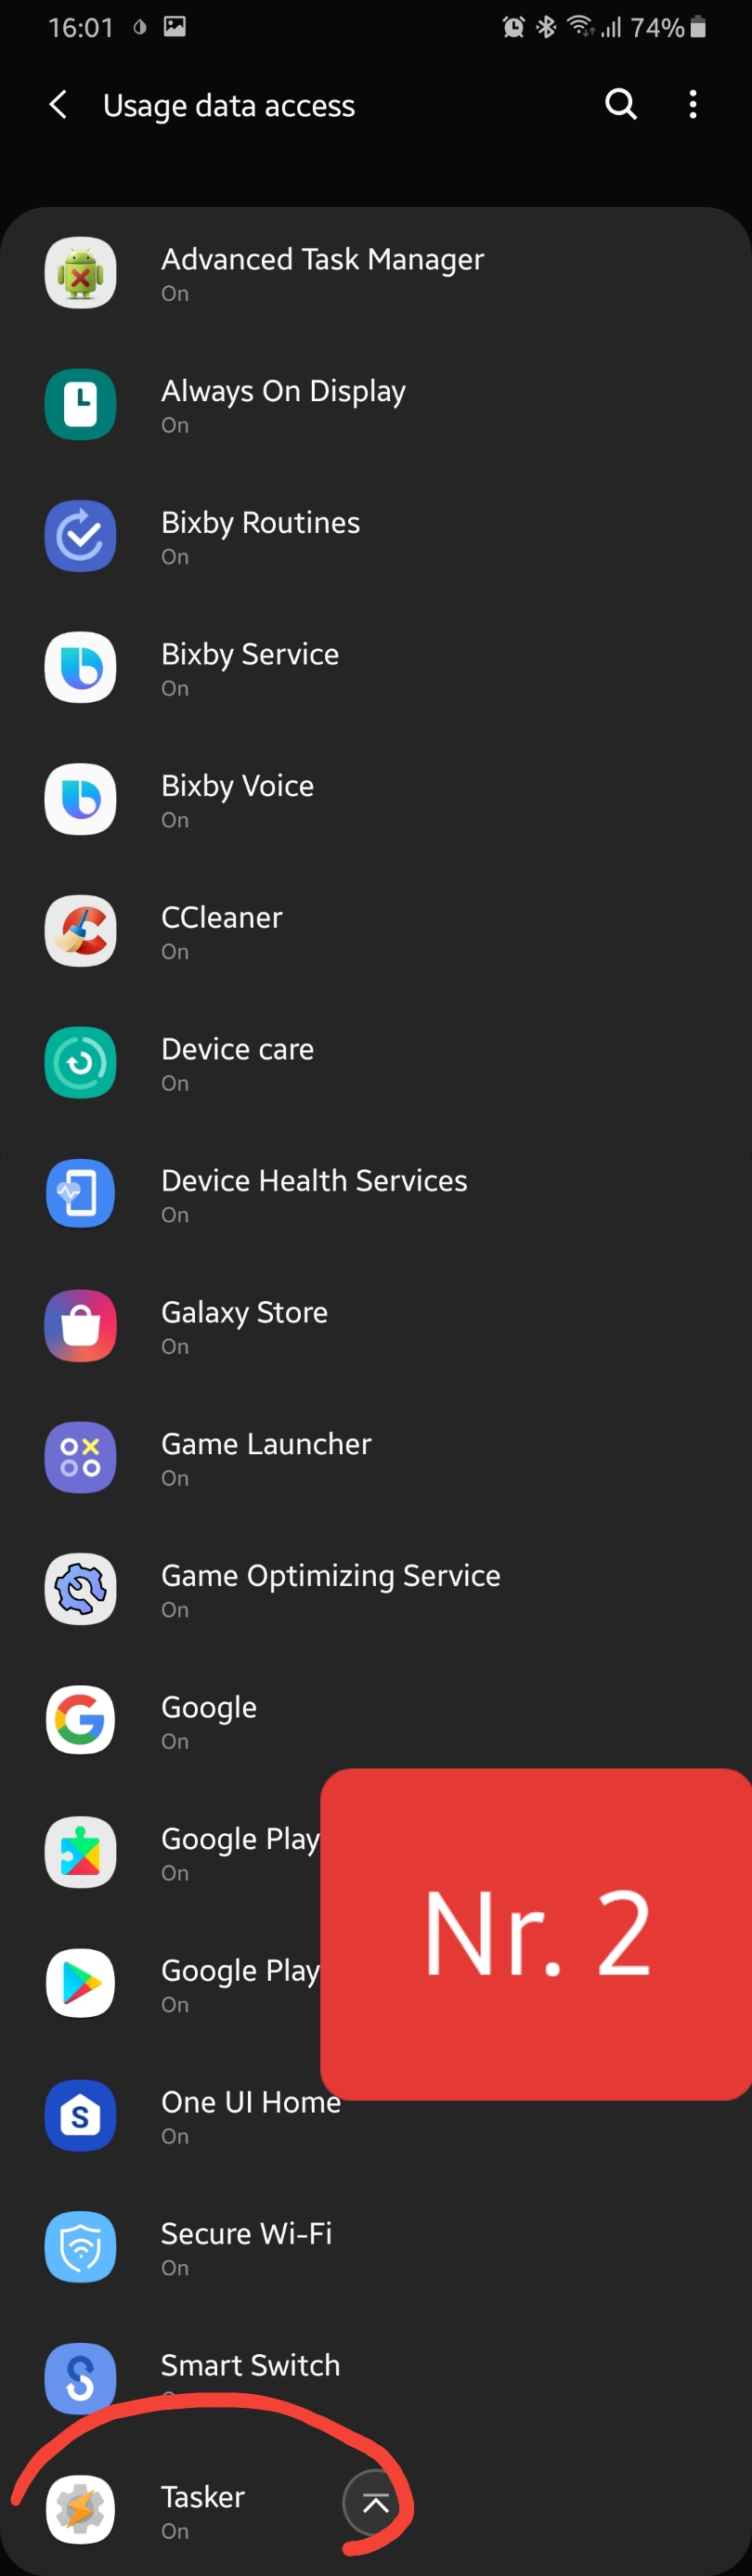 16:01 74%
Usage data access
Advanced Task Manager
On
Always On Display
On
Bixby Routines
On
Bixby Service
On
Bixby Voice
On
CCleaner
On
Device care
On
Device Health Services
On
Galaxy Store
On
Game Launcher
On
Game Optimizing Service
On
Google
On
Google Play
On
Nr. 2
Google Play
On
One UI Home
On
Secure Wi-Fi
On
Smart Switch
Tasker
On